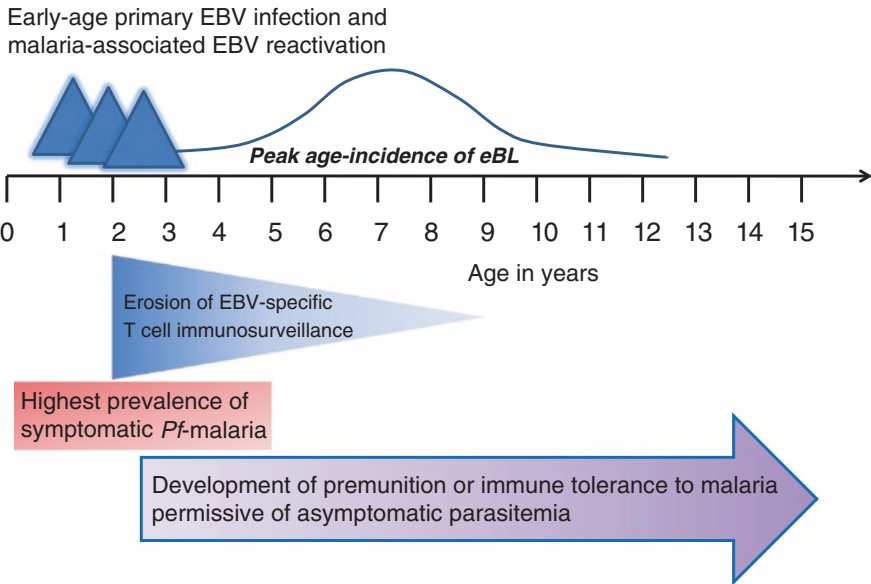 Early-age primary EBV infection and
malaria-associated EBV reactivation
Peak age-incidence of eBL
0 1 2 3 4 5 6 7 8 9 10 11 12 13 14 15
Age in years
Erosion of EBV-specific
T cell immunosurveillance
Highest prevalence of
symptomatic Pf-malaria
Development of premunition or immune tolerance to malaria
permissive of asymptomatic parasitemia